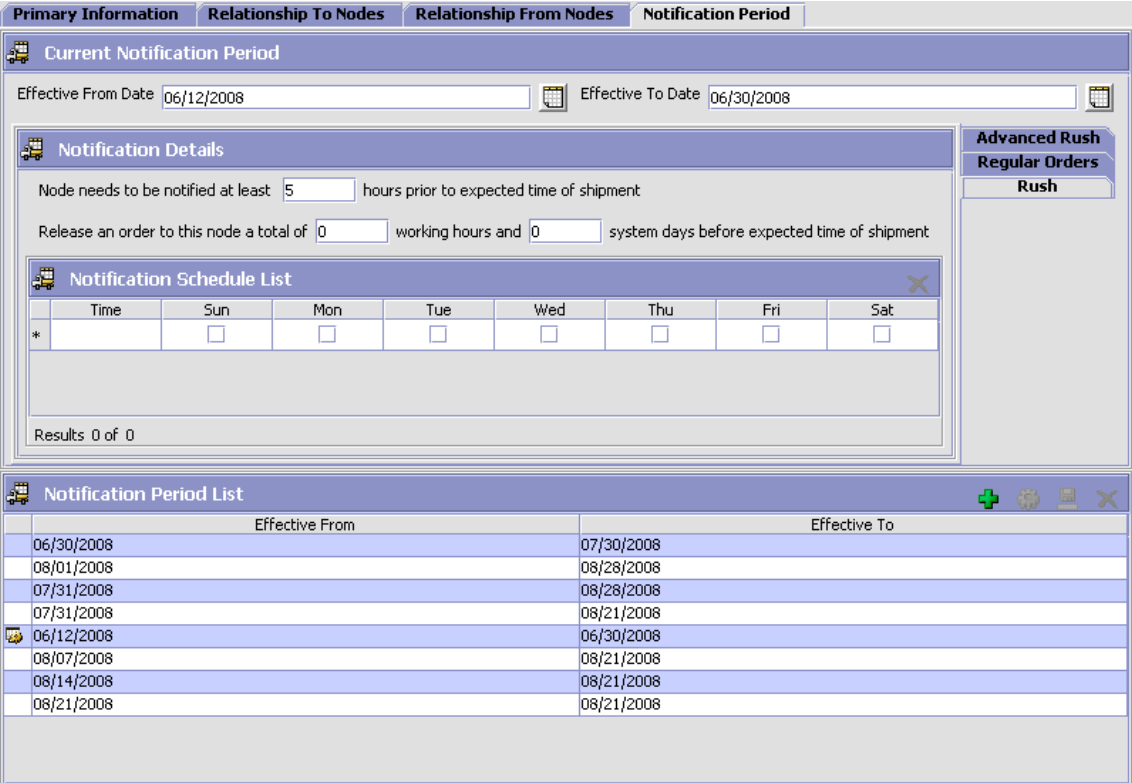 Primary Information Relationship To Nodes Relationship From Nodes Notification Period
Current Notification Period
Effective From Date 06/12/2008 Effective To Date 06/30/2008
Advanced Rush
Regular Orders
Rush
Notification Details
Node needs to be notified at least 5 hours prior to expected time of shipment
Release an order to this node a total of 0 working hours and 0 system days before expected time of shipment
Notification Schedule List
Time Sun Mon Tue Wed Thu Fri Sat
*
Results 0 of 0
Notification Period List
Effective From Effective To
06/30/2008 07/30/2008
08/01/2008 08/28/2008
07/31/2008 08/28/2008
07/31/2008 08/21/2008
06/12/2008 06/30/2008
08/07/2008 08/21/2008
08/14/2008 08/21/2008
08/21/2008 08/21/2008